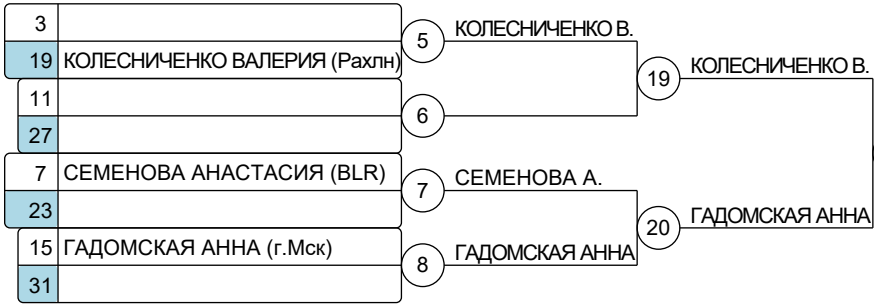 3
5 КОЛЕСНИЧЕНКО В.
19 КОЛЕСНИЧЕНКО ВАЛЕРИЯ (Рахлн)
19 КОЛЕСНИЧЕНКО В.
11
6
27
7 СЕМЕНОВА АНАСТАСИЯ (BLR)
7 СЕМЕНОВА А.
23
20 ГАДОМСКАЯ АННА
15 ГАДОМСКАЯ АННА (г.Мск)
8 ГАДОМСКАЯ АННА
31